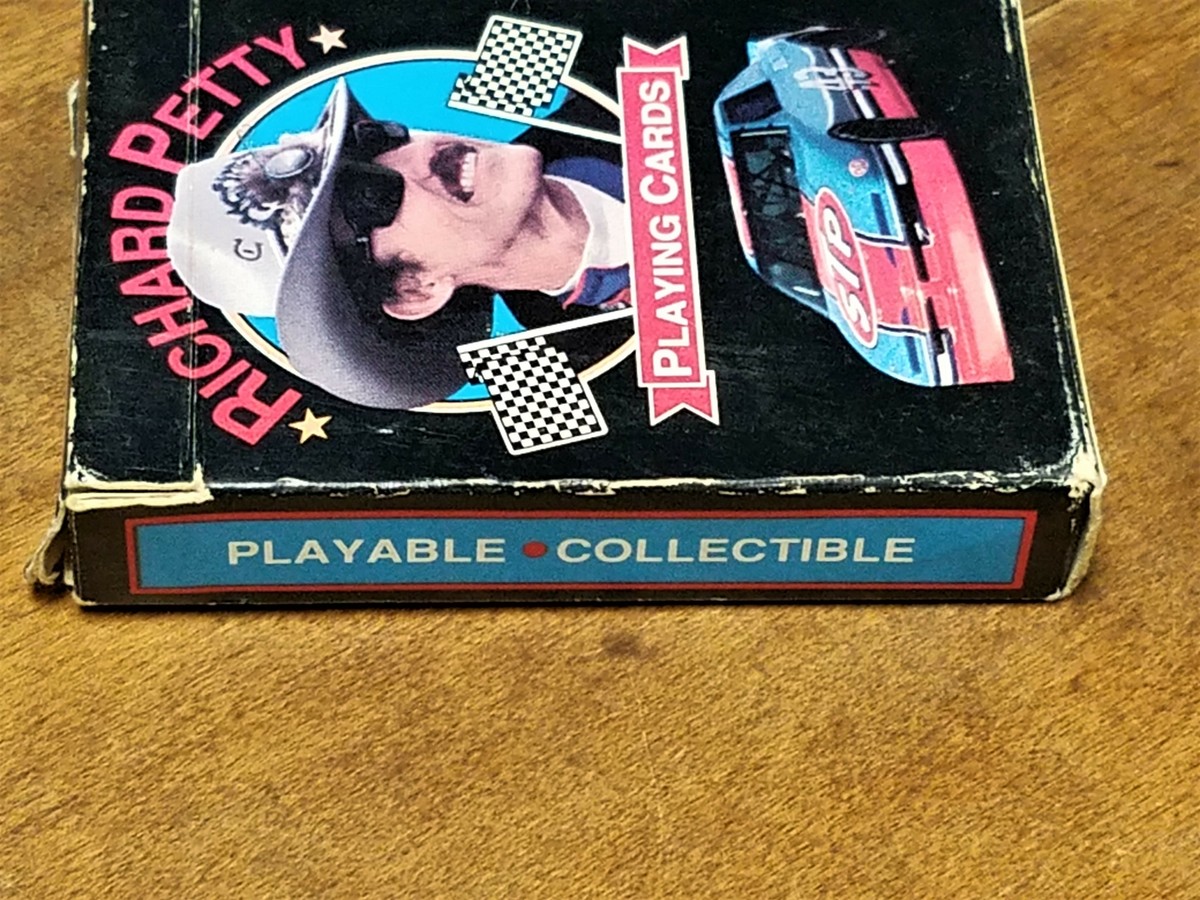 RICHARD PETTY
PLAYING CARDS
STP
PLAYABLE • COLLECTIBLE